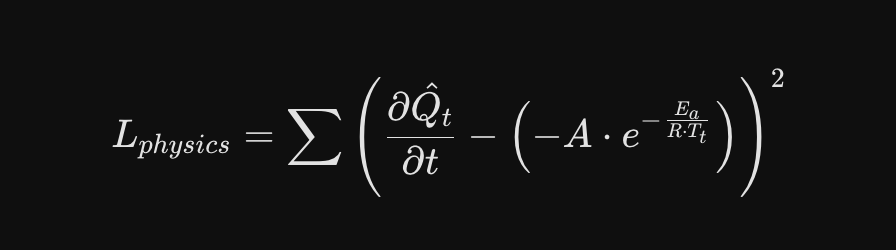 L_{physics} = \sum \left( \frac{\partial \hat{Q}_t}{\partial t} - \left( -A \cdot e^{-\frac{E_a}{R \cdot T_t}} \right) \right)^2